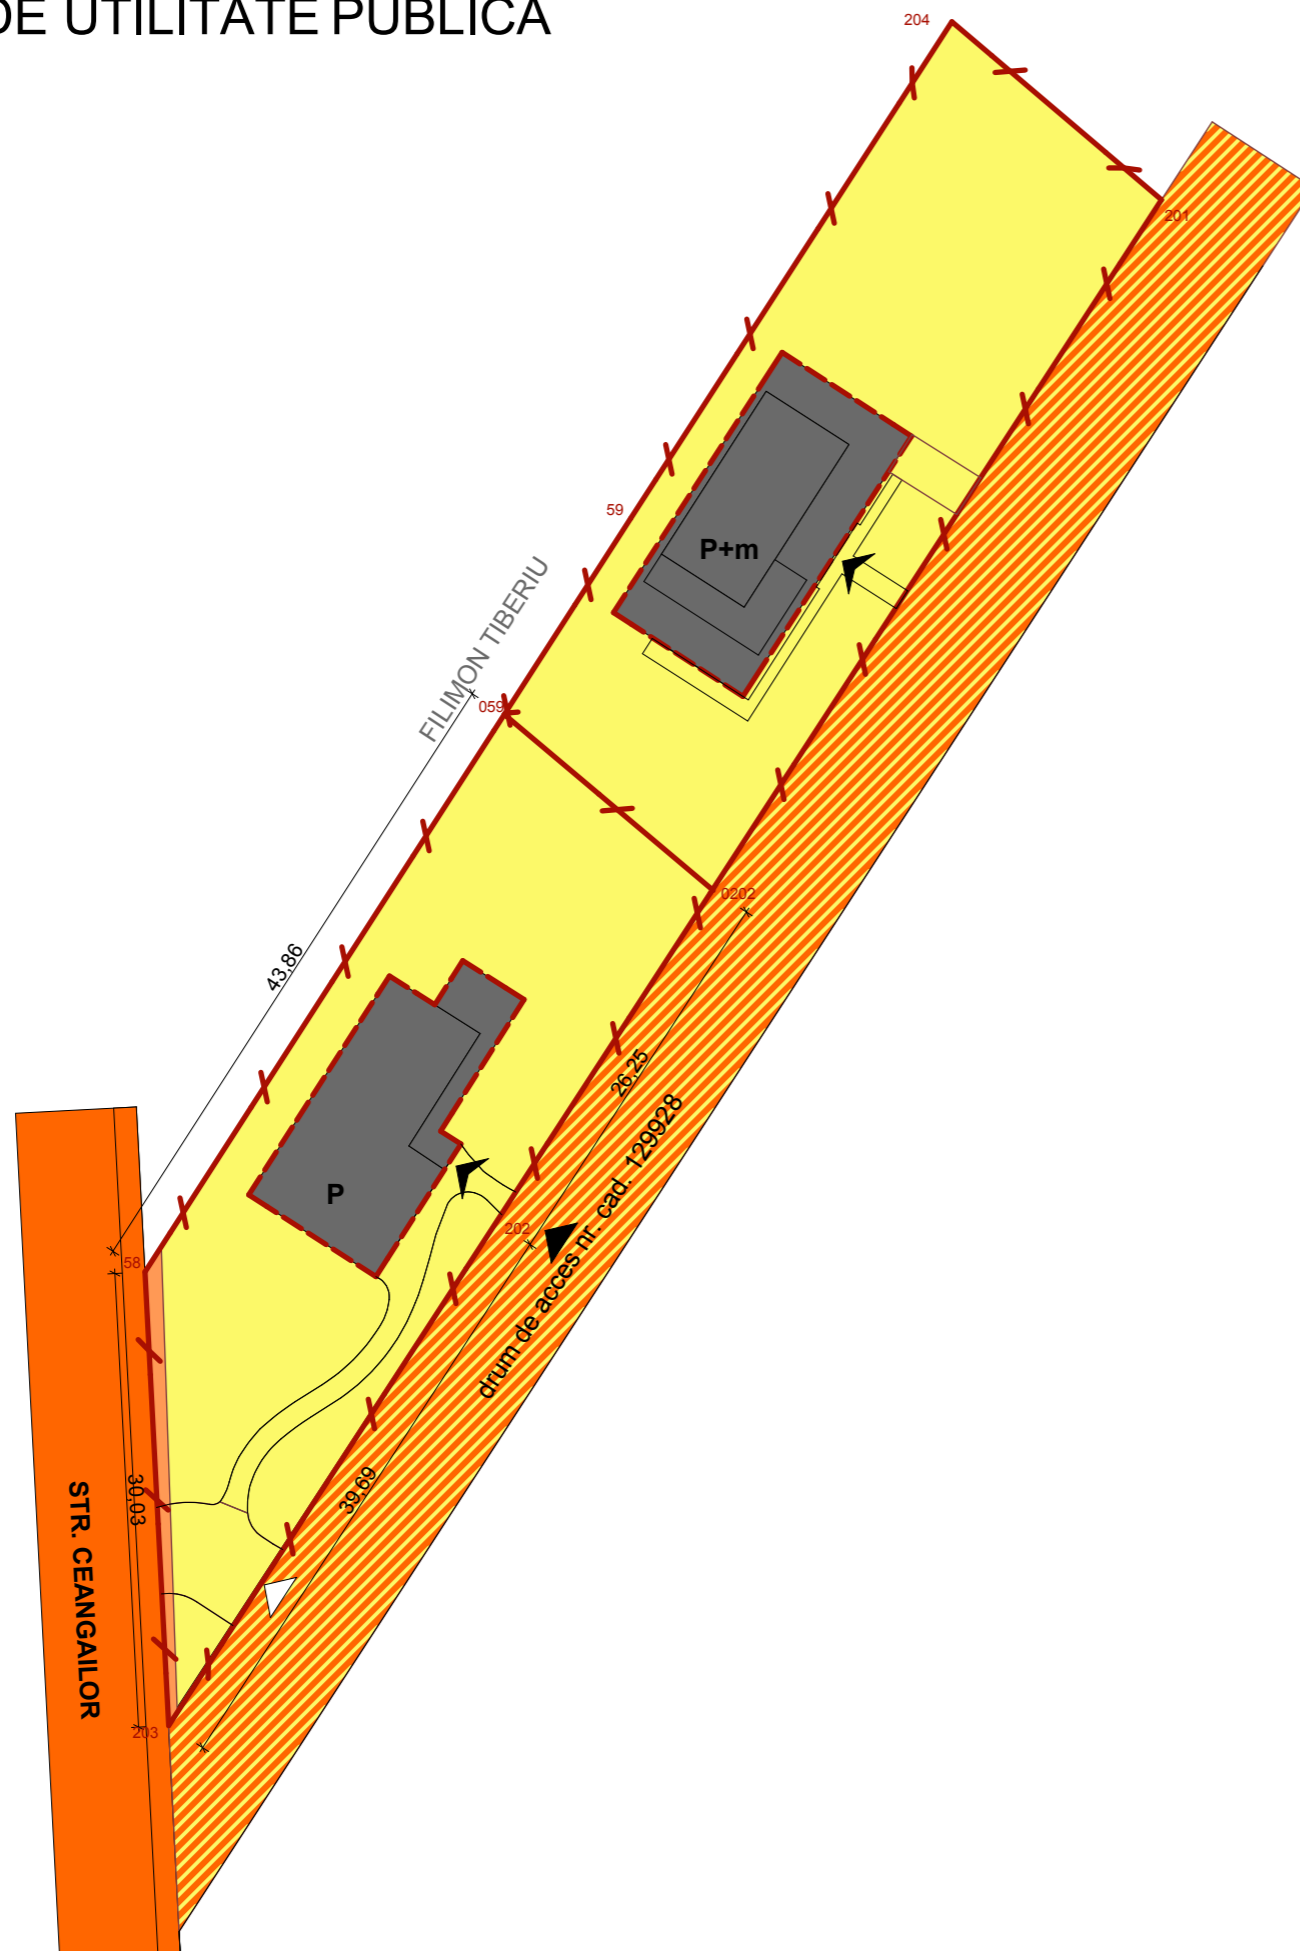 DE UTILITATE PUBLICA
204
201
59
P+m
FILIMON TIBERIU
059
0202
43,86
26,25
drum de acces nr. cad. 129928
P
202
58
39,69
30,03
STR. CEANGAILOR
203